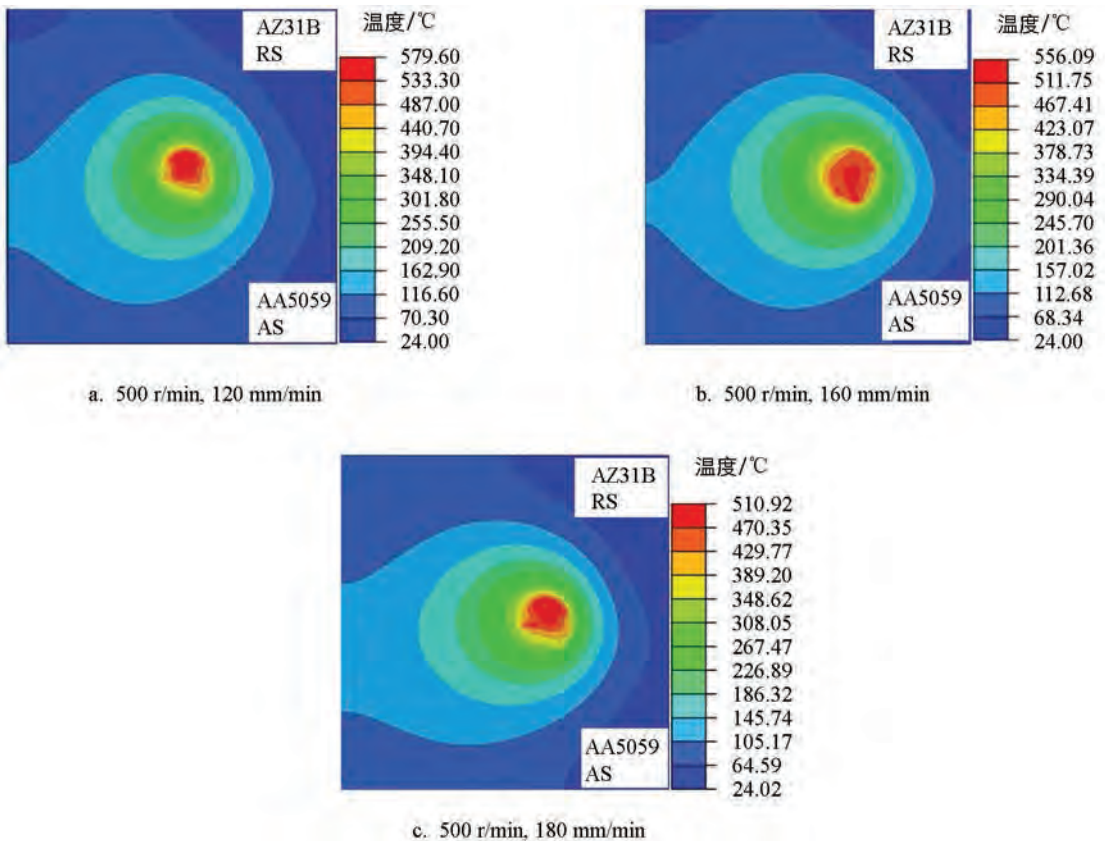 AZ31B
RS
温度/℃
579.60
533.30
487.00
440.70
394.40
348.10
301.80
255.50
209.20
162.90
116.60
70.30
24.00
AA5059
AS
a. 500 r/min, 120 mm/min
AZ31B
RS
温度/℃
556.09
511.75
467.41
423.07
378.73
334.39
290.04
245.70
201.36
157.02
112.68
68.34
24.00
AA5059
AS
b. 500 r/min, 160 mm/min
AZ31B
RS
温度/℃
510.92
470.35
429.77
389.20
348.62
308.05
267.47
226.89
186.32
145.74
105.17
64.59
24.02
AA5059
AS
c. 500 r/min, 180 mm/min